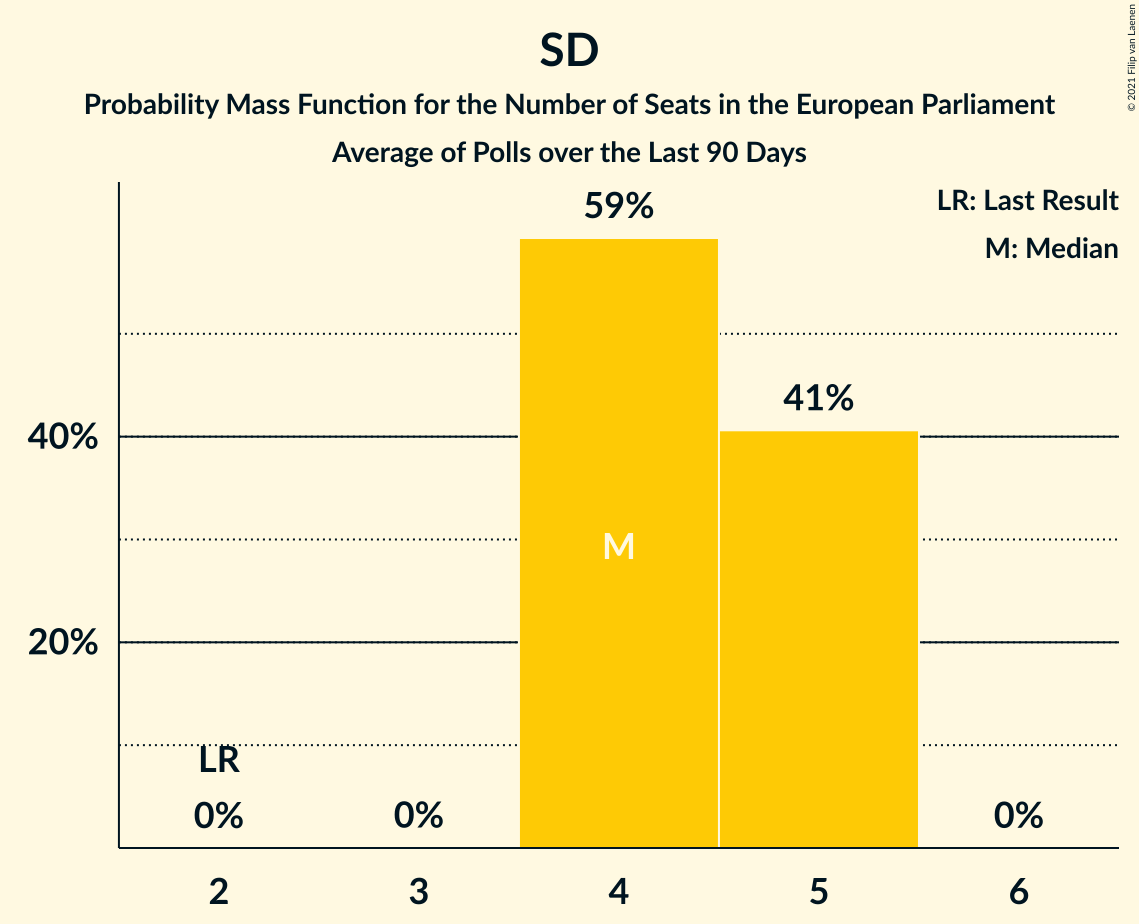 SD
Probability Mass Function for the Number of Seats in the European Parliament
Average of Polls over the Last 90 Days
© 2021 Filip van Laenen
LR: Last Result
M: Median
59%
41%
40%
M
20%
LR
0%
0%
0%
2 3 4 5 6